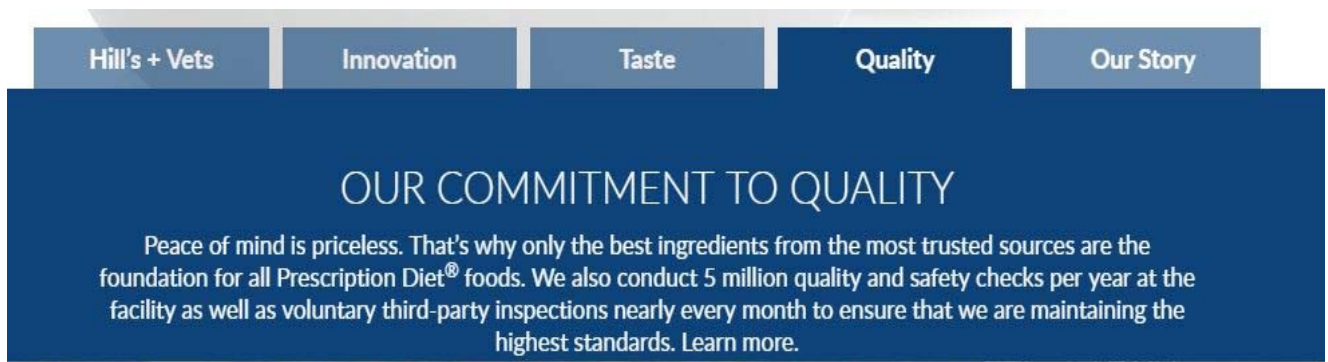 Hill's + Vets
Innovation
Taste
Quality
Our Story
OUR COMMITMENT TO QUALITY
Peace of mind is priceless. That's why only the best ingredients from the most trusted sources are the
foundation for all Prescription Diet® foods. We also conduct 5 million quality and safety checks per year at the
facility as well as voluntary third-party inspections nearly every month to ensure that we are maintaining the
highest standards. Learn more.